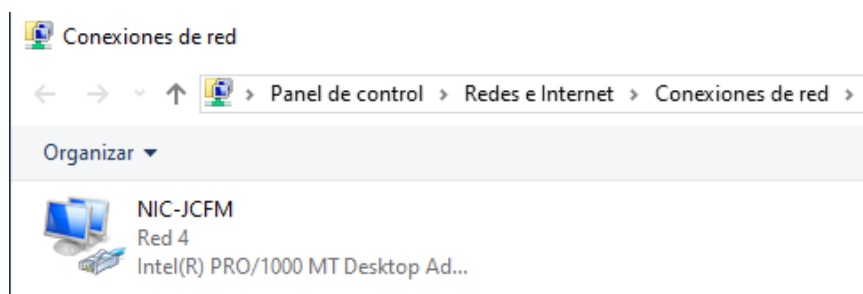 Conexiones de red
Panel de control > Redes e Internet > Conexiones de red >
Organizar
NIC-JCFM
Red 4
Intel(R) PRO/1000 MT Desktop Ad...